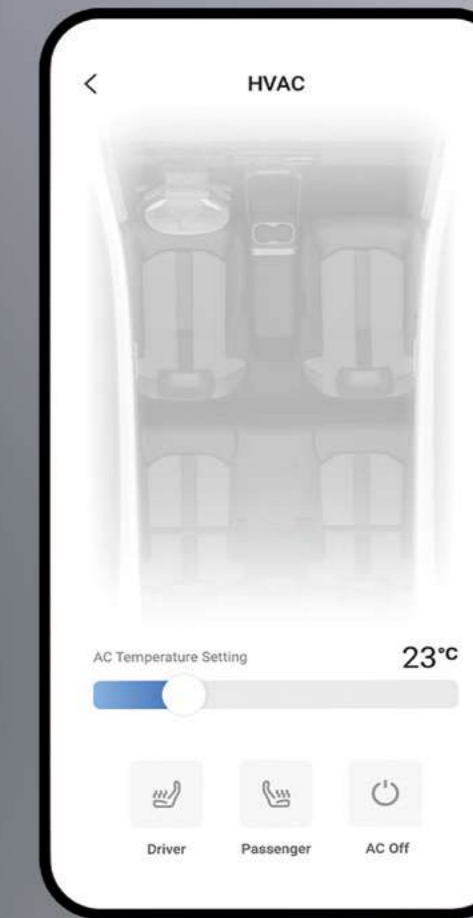 HVAC
AC Temperature Setting
23°C
Driver
Passenger
AC Off